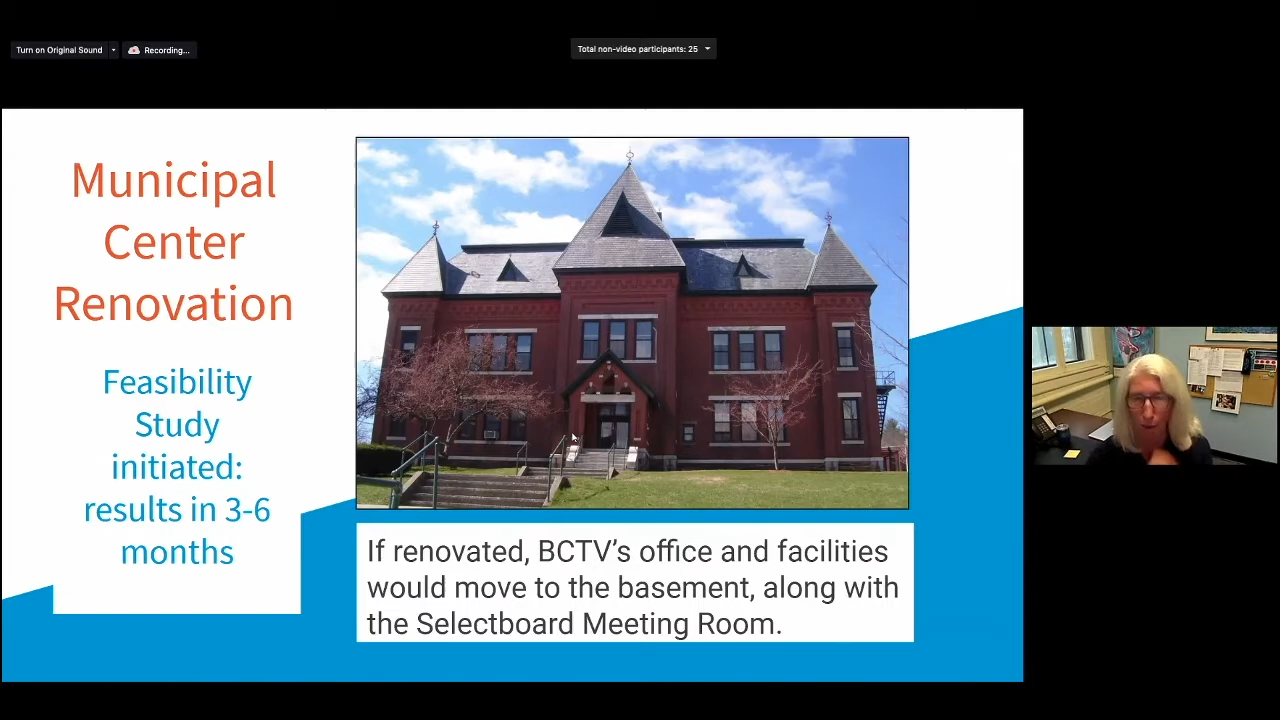 Turn on Original Sound
Recording...
Total non-video participants: 25
Municipal
Center
Renovation
Feasibility
Study
initiated:
results in 3-6
months
If renovated, BCTV’s office and facilities
would move to the basement, along with
the Selectboard Meeting Room.